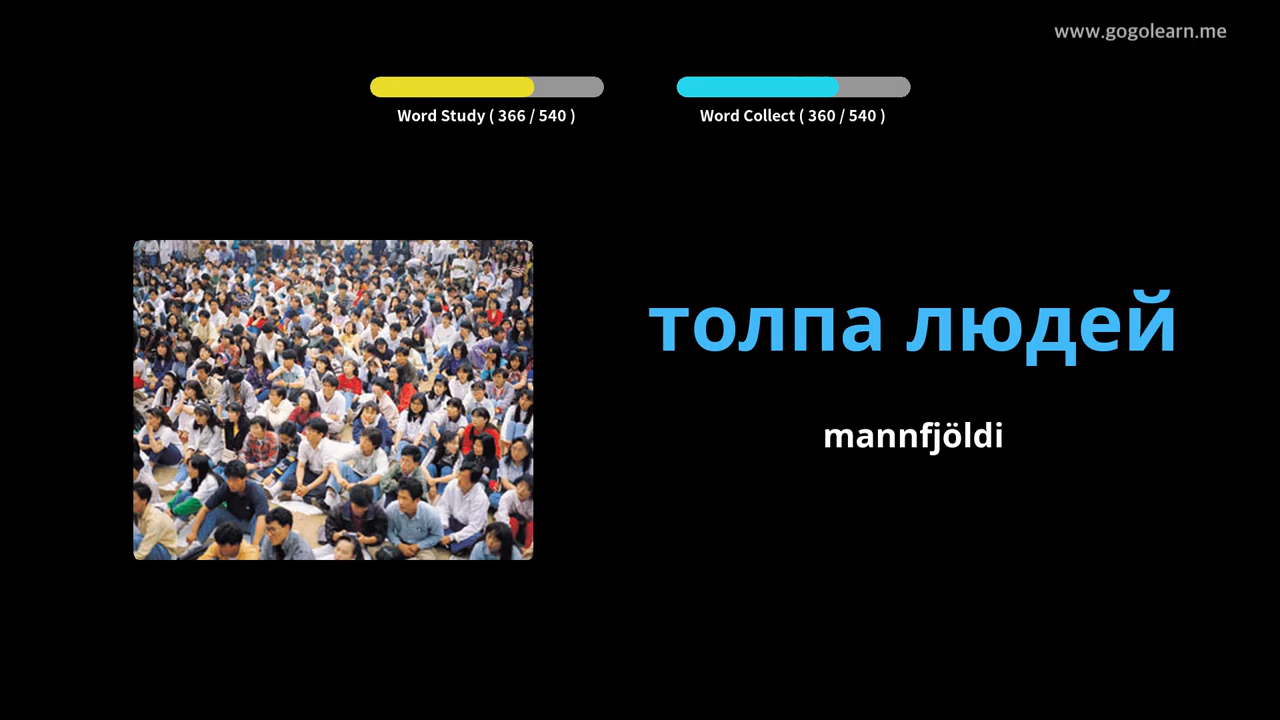 www.gogolearn.me
Word Study ( 366 / 540 )
Word Collect ( 360 / 540 )
толпа людей
mannfjöldi